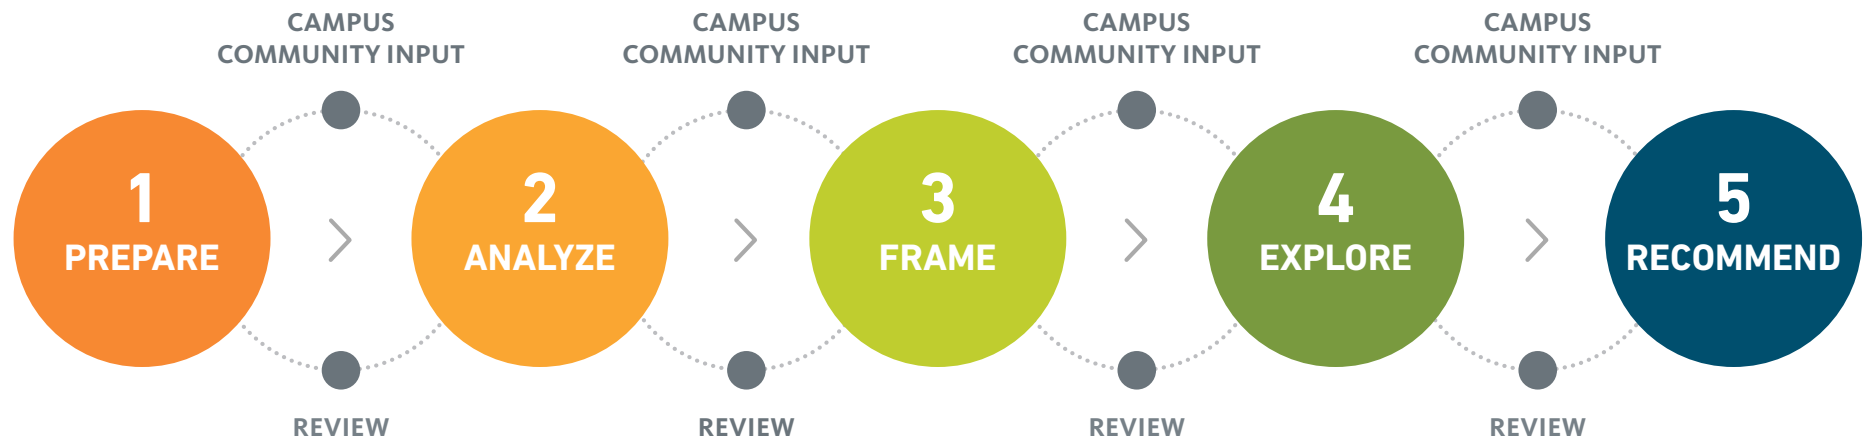 CAMPUS
COMMUNITY INPUT
CAMPUS
COMMUNITY INPUT
CAMPUS
COMMUNITY INPUT
CAMPUS
COMMUNITY INPUT
1
PREPARE
2
ANALYZE
3
FRAME
4
EXPLORE
5
RECOMMEND
REVIEW
REVIEW
REVIEW
REVIEW